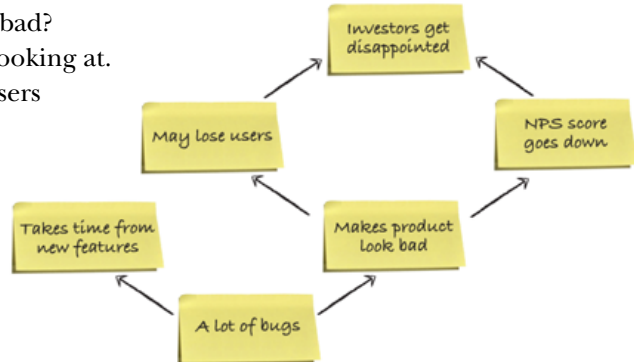 bad?
ooking at.
sers
Investors get
disappointed
May lose users
NPS score
goes down
Takes time from
new features
Makes product
look bad
A lot of bugs